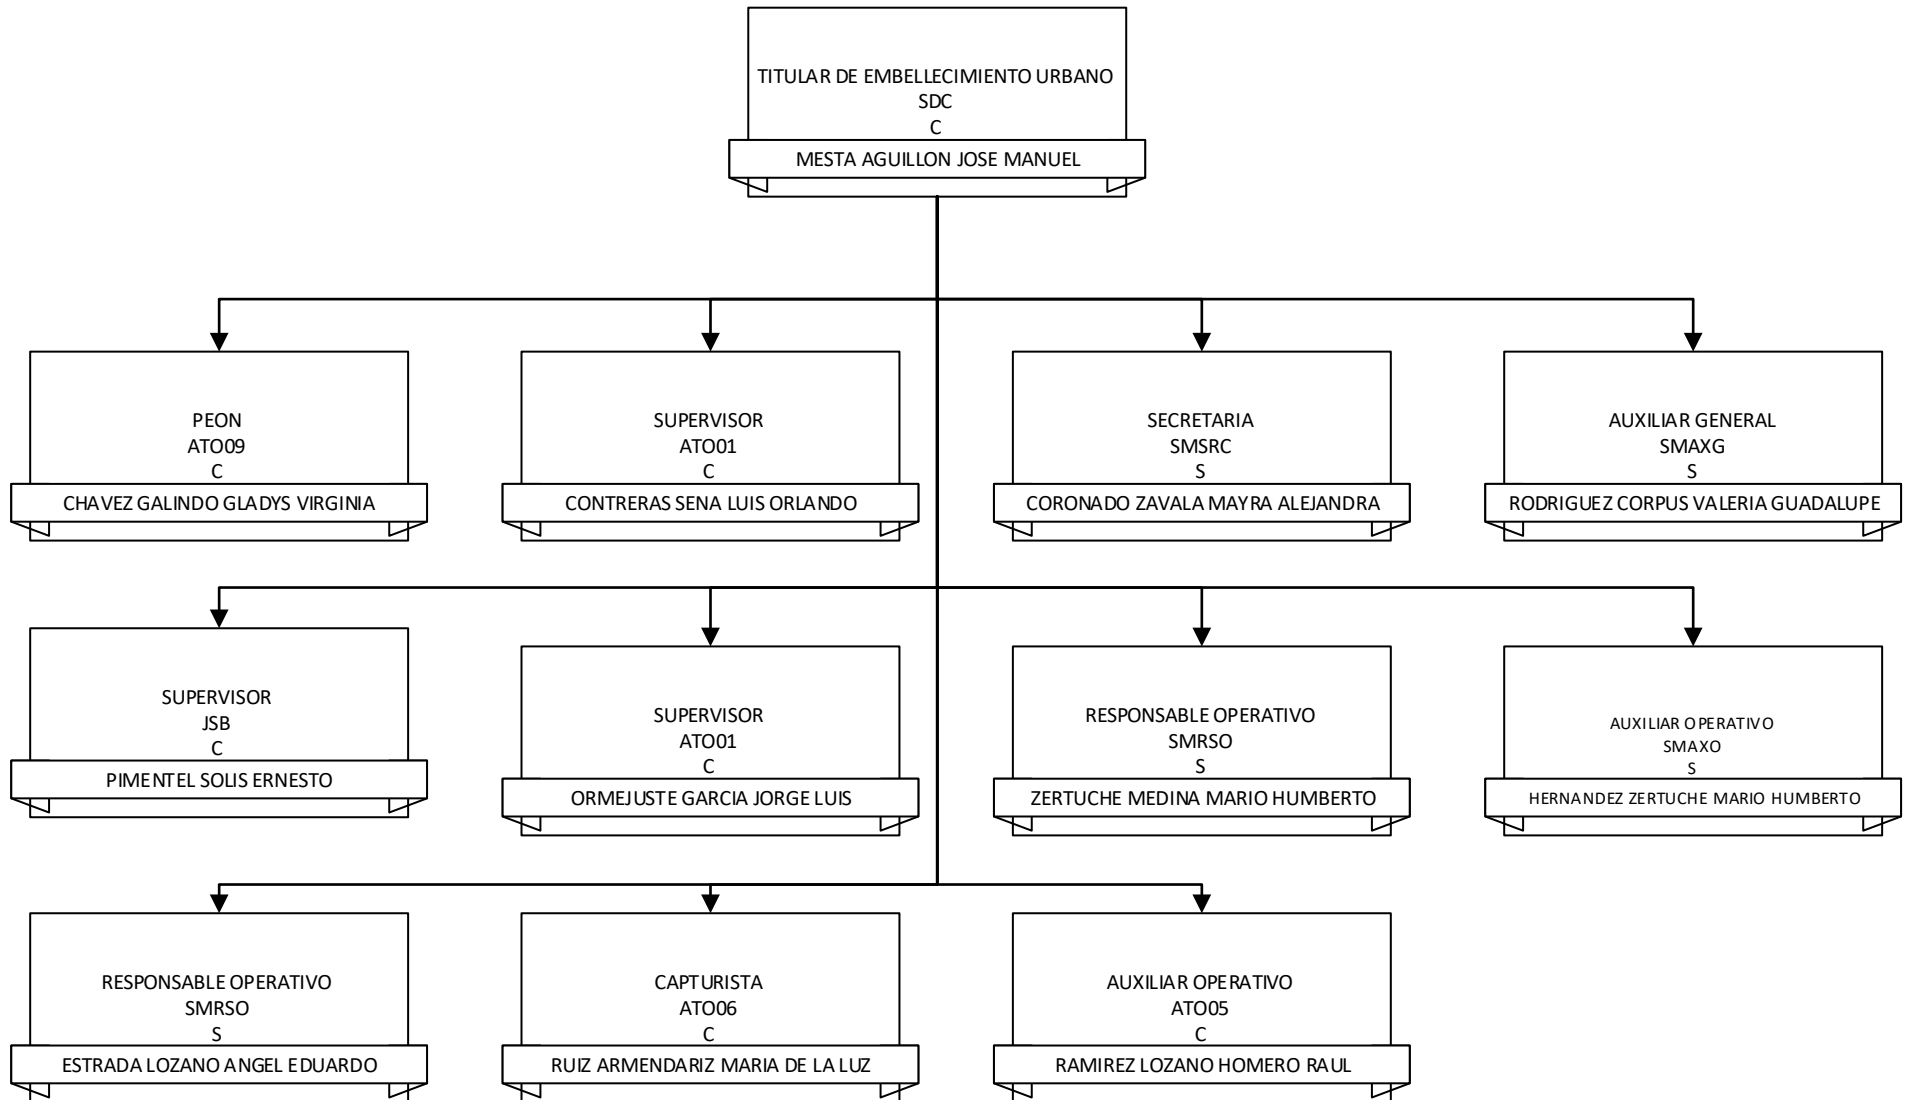 TITULAR DE EMBELLECIMIENTO URBANO
SDC
C
MESTA AGUILLON JOSE MANUEL
PEON
ATO09
C
CHAVEZ GALINDO GLADYS VIRGINIA
SUPERVISOR
ATO01
C
CONTRERAS SENA LUIS ORLANDO
SECRETARIA
SMSRC
S
CORONADO ZAVALA MAYRA ALEJANDRA
AUXILIAR GENERAL
SMAXG
S
RODRIGUEZ CORPUS VALERIA GUADALUPE
SUPERVISOR
JSB
C
PIMENTEL SOLIS ERNESTO
SUPERVISOR
ATO01
C
ORMEJUSTE GARCIA JORGE LUIS
RESPONSABLE OPERATIVO
SMRSO
S
ZERTUCHE MEDINA MARIO HUMBERTO
AUXILIAR OPERATIVO
SMAXO
S
HERNANDEZ ZERTUCHE MARIO HUMBERTO
RESPONSABLE OPERATIVO
SMRSO
S
ESTRADA LOZANO ANGEL EDUARDO
CAPTURISTA
ATO06
C
RUIZ ARMENDARIZ MARIA DE LA LUZ
AUXILIAR OPERATIVO
ATO05
C
RAMIREZ LOZANO HOMERO RAUL